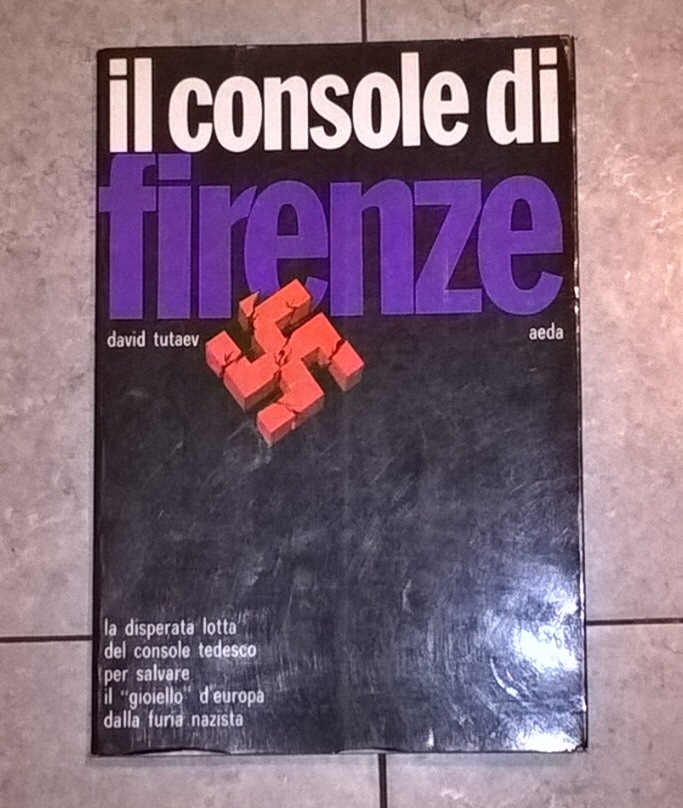 il console di
firenze
david tutaev
aeda
la disperata lotta
del console tedesco
per salvare
il "gioiello" d'europa
dalla furia nazista